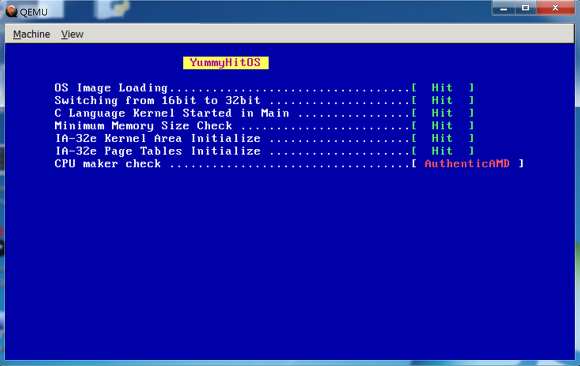 QEMU
Machine View
YummyHitOS
OS Image Loading..................................[ Hit ]
Switching from 16bit to 32bit ....................[ Hit ]
C Language Kernel Started in Main ................[ Hit ]
Minimum Memory Size Check ........................[ Hit ]
IA-32e Kernel Area Initialize ....................[ Hit ]
IA-32e Page Tables Initialize ....................[ Hit ]
CPU maker check ..................................[ AuthenticAMD ]